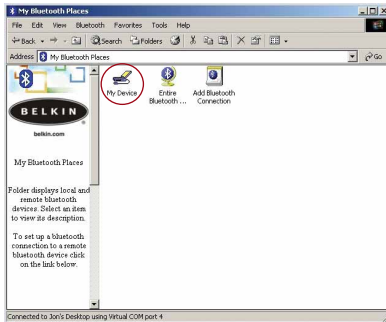 My Bluetooth Places
File Edit View Bluetooth Favorites Tools Help
Back Search Folders
Address My Bluetooth Places Go
BELKIN
belkin.com
My Bluetooth Places
Folder displays local and
remote bluetooth
devices. Select an item
to view its description.
To set up a bluetooth
connection to a remote
bluetooth device click
on the link below.
My Device
Entire
Bluetooth ...
Add Bluetooth
Connection
Connected to Jon's Desktop using Virtual COM port 4